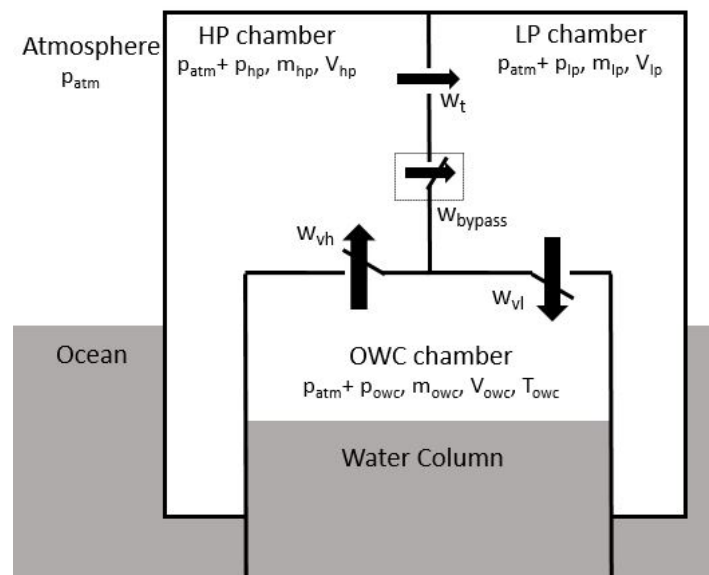 Atmosphere
p_atm
HP chamber
p_atm+ p_hp, m_hp, V_hp
LP chamber
p_atm+ p_lp, m_lp, V_lp
w_t
w_bypass
w_vh
w_vl
Ocean
OWC chamber
p_atm+ p_owc, m_owc, V_owc, T_owc
Water Column